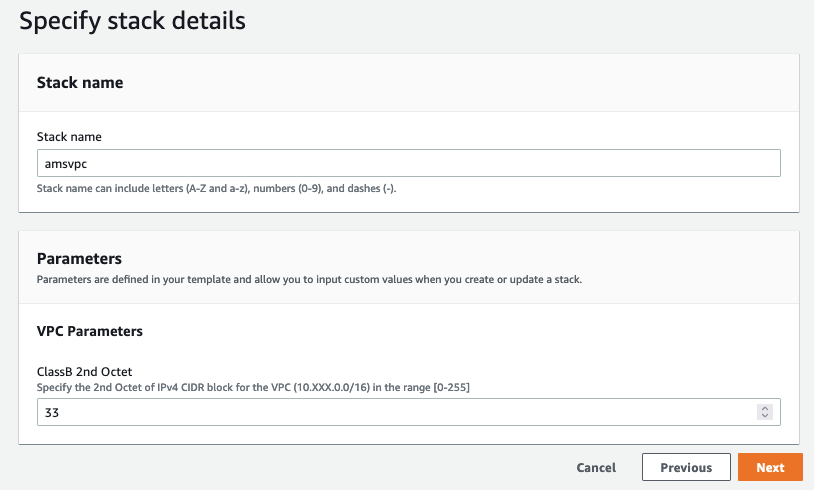 Specify stack details
Stack name
Stack name
amsvpc
Stack name can include letters (A-Z and a-z), numbers (0-9), and dashes (-).
Parameters
Parameters are defined in your template and allow you to input custom values when you create or update a stack.
VPC Parameters
ClassB 2nd Octet
Specify the 2nd Octet of IPv4 CIDR block for the VPC (10.XXX.0.0/16) in the range [0-255]
33
Cancel Previous Next